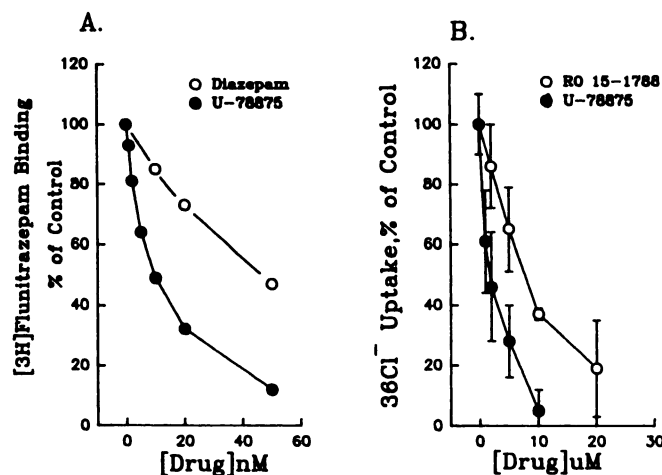 A.
120
100
80
60
40
20
0
0 20 40 60
[3H]Flunitrazepam Binding
% of Control
Diazepam
U-78875
[Drug]nM
B.
120
100
80
60
40
20
0
0 10 20 30
36Cl⁻ Uptake,% of Control
RO 15-1788
U-78875
[Drug]uM